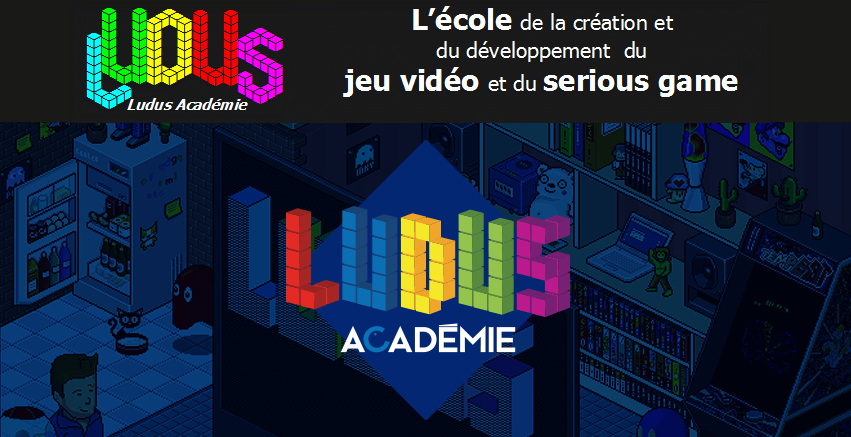 LUDUS
Ludus Académie
L'école de la création et
du développement du
jeu vidéo et du serious game
LUDUS
ACADÉMIE